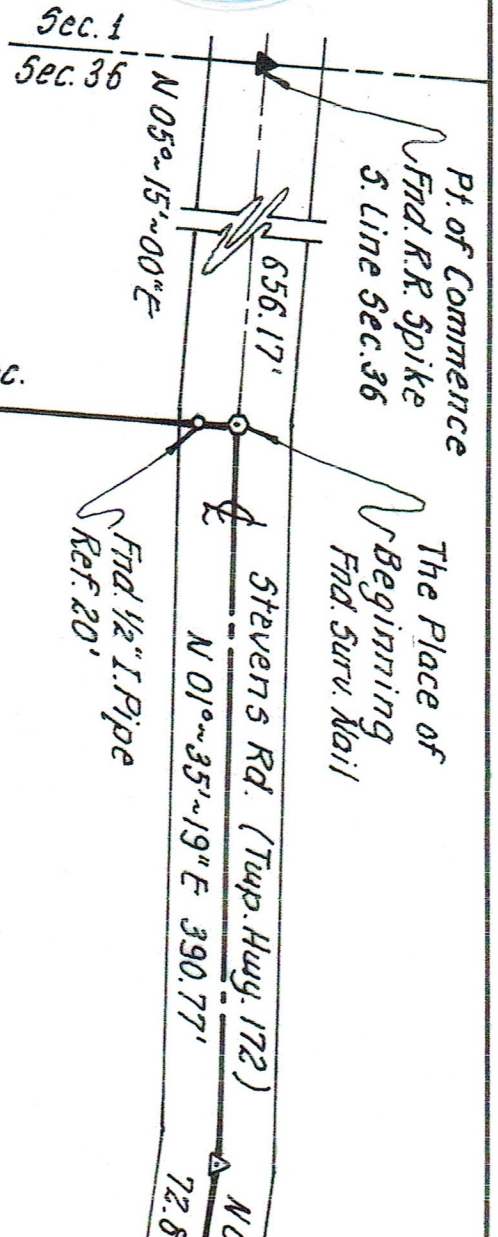 Sec. 1
Sec. 36
N 05°~15'~00"E
656.17'
Pt. of Commence
Fnd. R.R. Spike
S. Line Sec. 36
The Place of
Beginning
Fnd. Surv. Nail
c.
Fnd. 1/2" I. Pipe
Ref. 20'
℄
Stevens Rd. (Twp. Hwy. 172)
N 01°~35'~19"E 390.77'